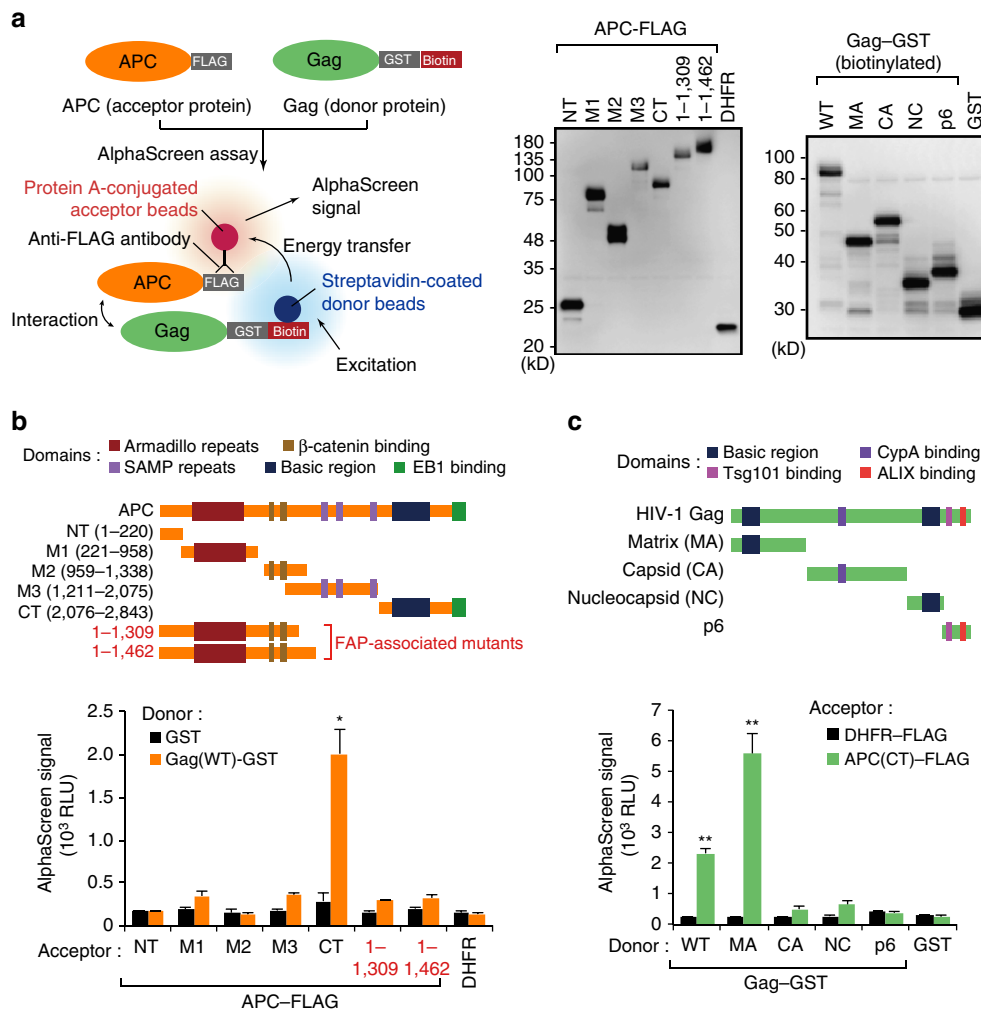 a
APC
FLAG
Gag
GST
Biotin
APC (acceptor protein)
Gag (donor protein)
AlphaScreen assay
Protein A-conjugated
acceptor beads
AlphaScreen
signal
Anti-FLAG antibody
Energy transfer
APC
FLAG
Streptavidin-coated
donor beads
Interaction
Gag
GST
Biotin
Excitation
APC-FLAG
NT
M1
M2
M3
CT
1–1,309
1–1,462
DHFR
180
135
100
75
48
35
25
20
(kD)
Gag–GST
(biotinylated)
WT
MA
CA
NC
p6
GST
100
80
60
50
40
30
(kD)
b
Domains :
Armadillo repeats
β-catenin binding
SAMP repeats
Basic region
EB1 binding
APC
NT (1–220)
M1 (221–958)
M2 (959–1,338)
M3 (1,211–2,075)
CT (2,076–2,843)
1–1,309
1–1,462
FAP-associated mutants
AlphaScreen signal
(10³ RLU)
2.5
2.0
1.5
1.0
0.5
0
Donor :
GST
Gag(WT)-GST
*
Acceptor :
NT
M1
M2
M3
CT
1–
1,309
1–
1,462
DHFR
APC–FLAG
c
Domains :
Basic region
CypA binding
Tsg101 binding
ALIX binding
HIV-1 Gag
Matrix (MA)
Capsid (CA)
Nucleocapsid (NC)
p6
AlphaScreen signal
(10³ RLU)
7
6
5
4
3
2
1
0
Acceptor :
DHFR–FLAG
APC(CT)–FLAG
**
**
Donor :
WT
MA
CA
NC
p6
GST
Gag–GST